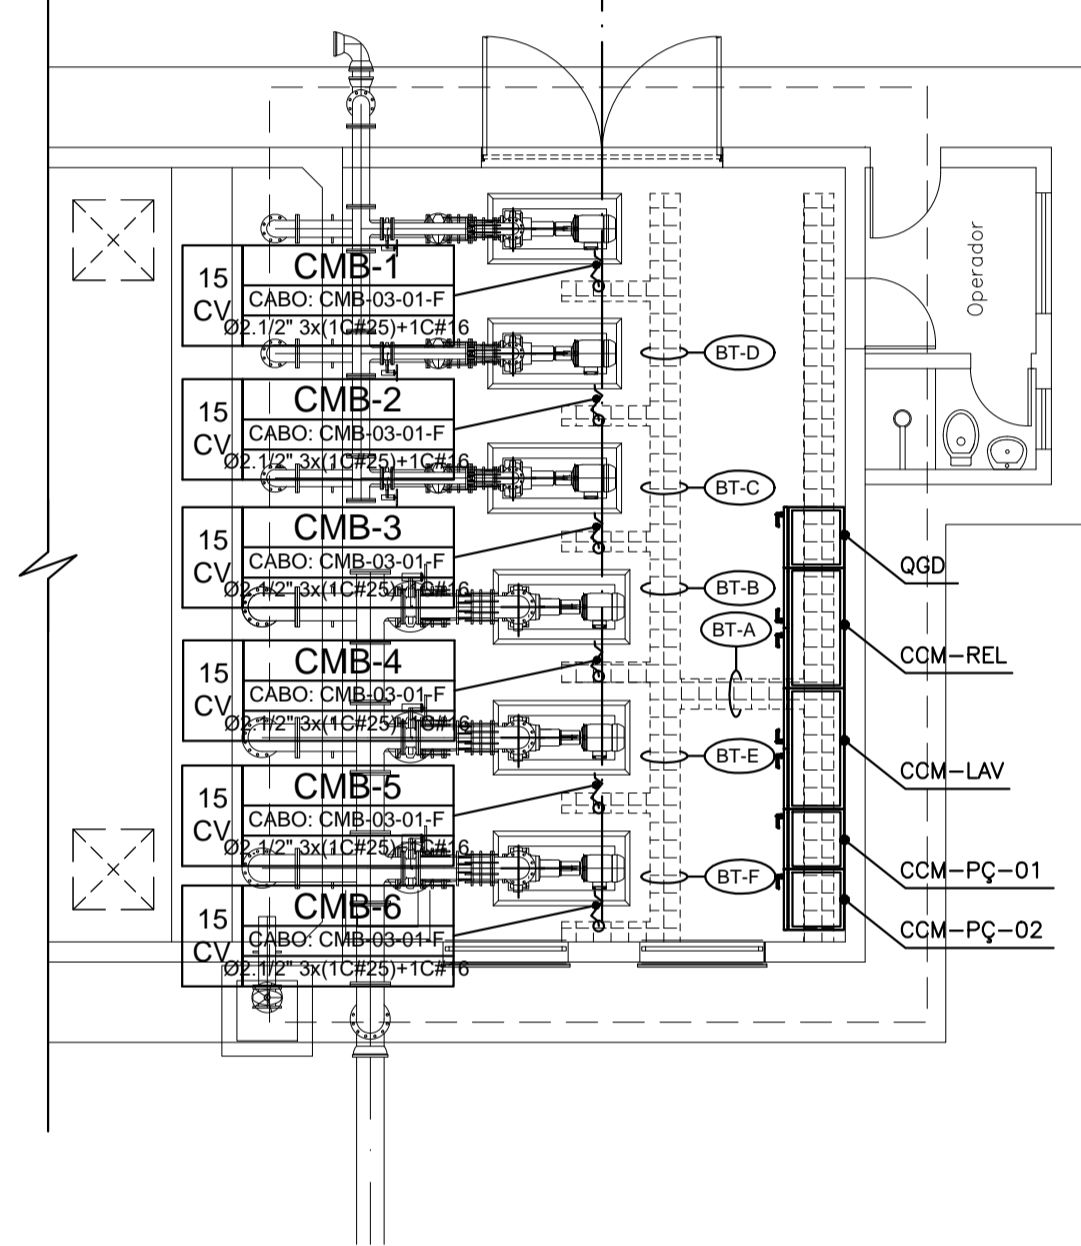 CMB-1
15
CV
CABO: CMB-03-01-F
Ø2.1/2" 3x(1C#25)+1C#16
CMB-2
15
CV
CABO: CMB-03-01-F
Ø2.1/2" 3x(1C#25)+1C#16
CMB-3
15
CV
CABO: CMB-03-01-F
Ø2.1/2" 3x(1C#25)+1C#16
CMB-4
15
CV
CABO: CMB-03-01-F
Ø2.1/2" 3x(1C#25)+1C#16
CMB-5
15
CV
CABO: CMB-03-01-F
Ø2.1/2" 3x(1C#25)+1C#16
CMB-6
15
CV
CABO: CMB-03-01-F
Ø2.1/2" 3x(1C#25)+1C#16
BT-D
BT-C
BT-B
BT-A
BT-E
BT-F
Operador
QGD
CCM-REL
CCM-LAV
CCM-PÇ-01
CCM-PÇ-02